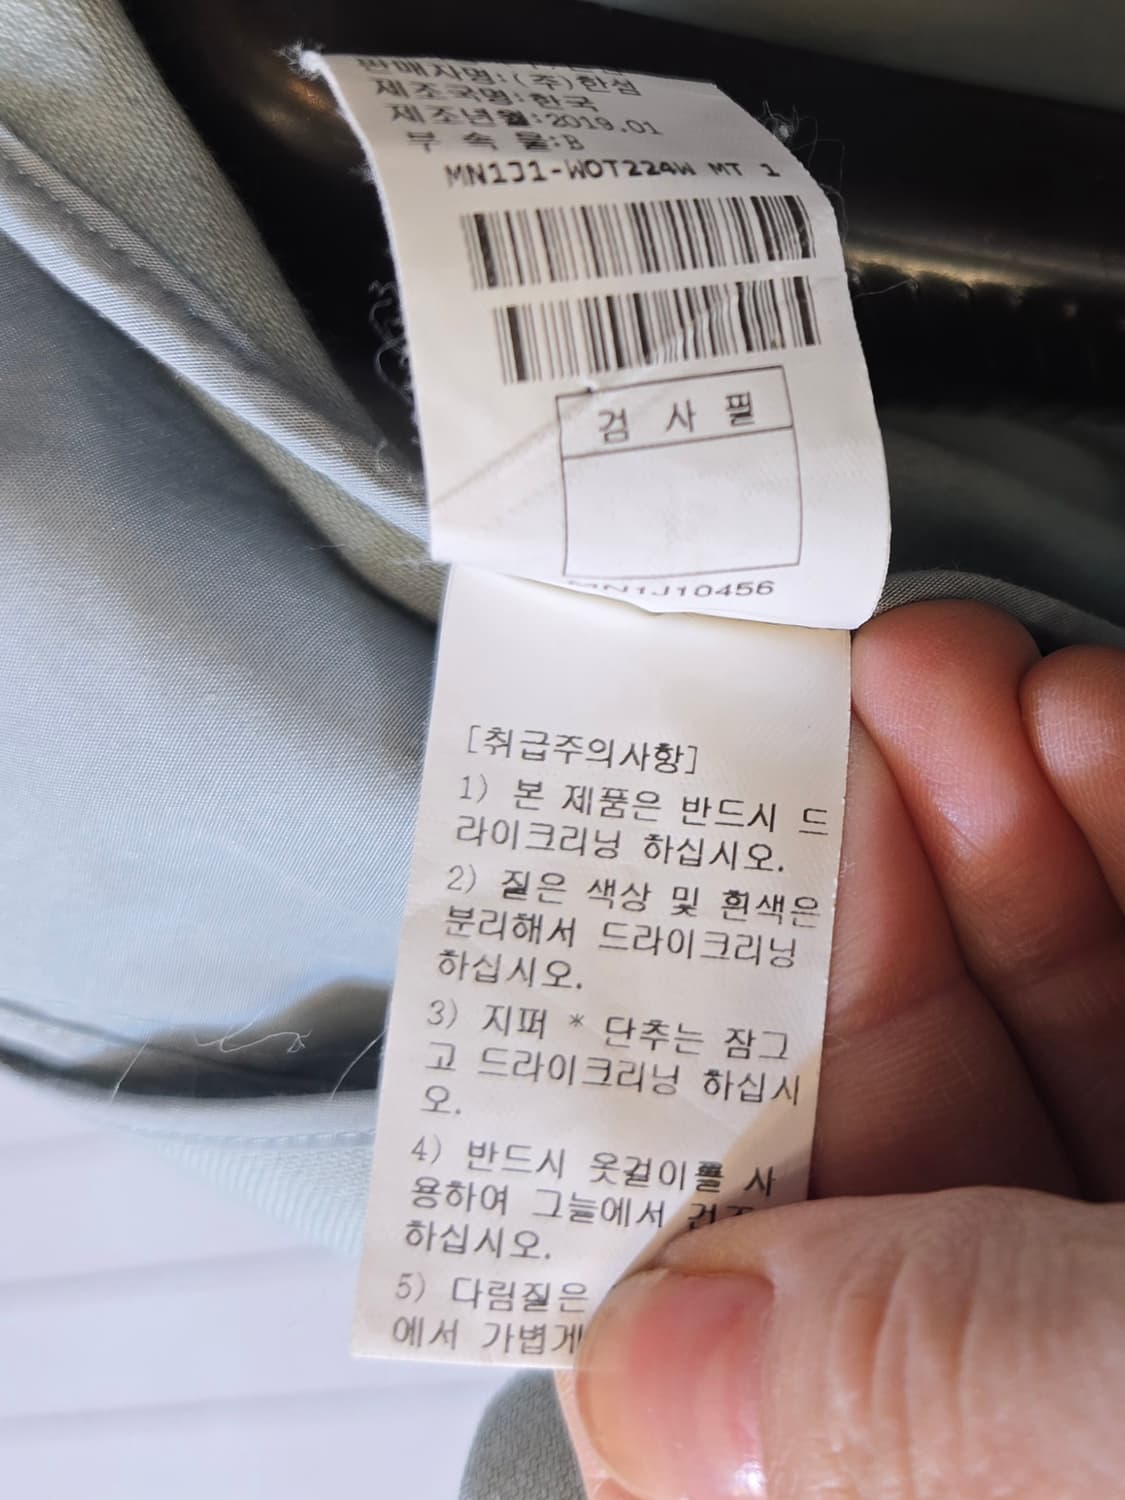 판매자명:(주)한섬
제조국명:한국
제조년월:2019.01
부 속 물:B
MN1J1-WOT224W MT 1
검 사 필
MN1J10456
[취급주의사항]
1) 본 제품은 반드시 드
라이크리닝 하십시오.
2) 짙은 색상 및 흰색은
분리해서 드라이크리닝
하십시오.
3) 지퍼 * 단추는 잠그
고 드라이크리닝 하십시
오.
4) 반드시 옷걸이를 사
용하여 그늘에서
하십시오.
5) 다림질은
에서 가볍게